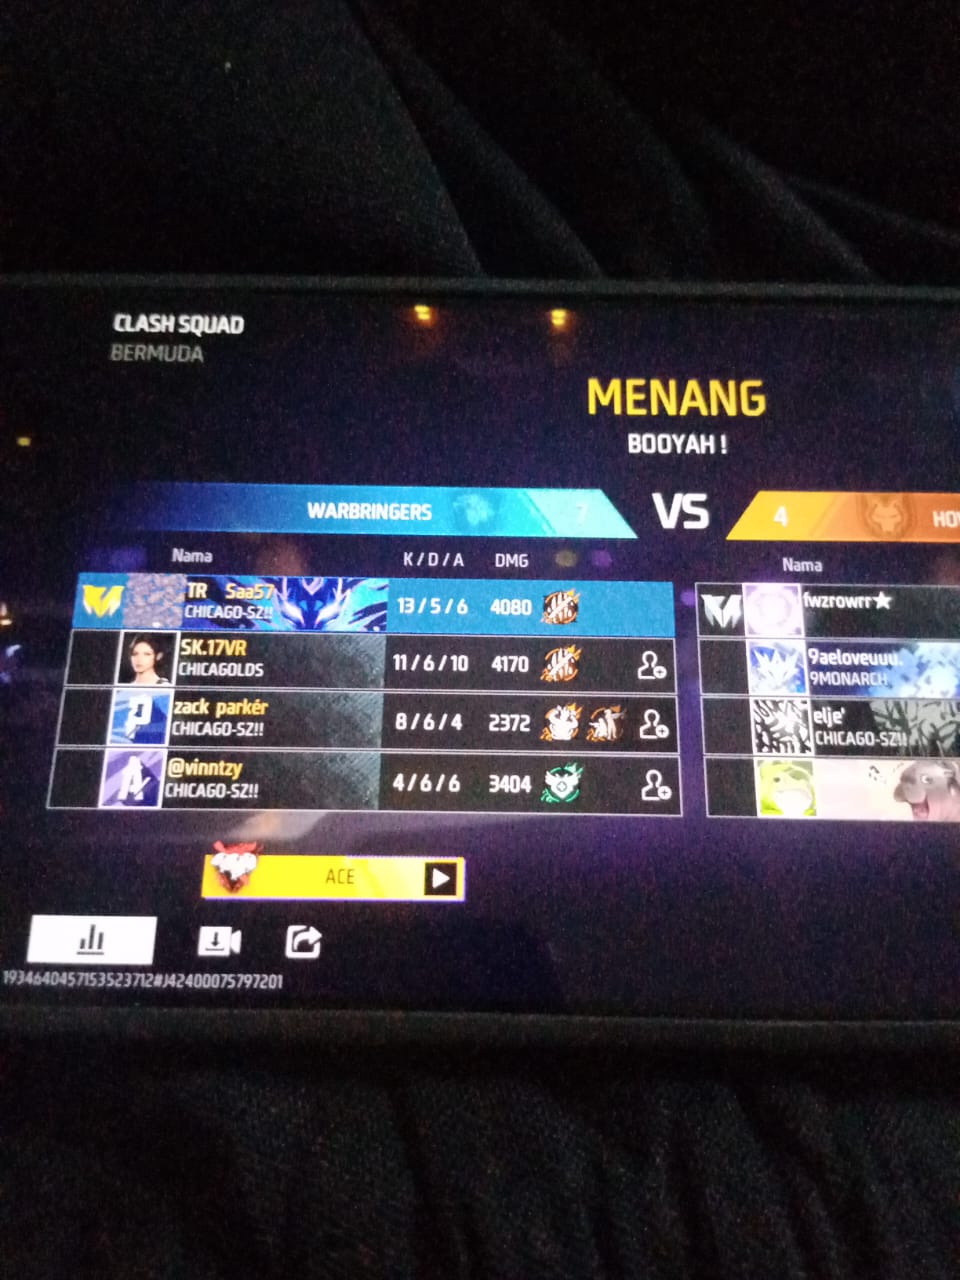 CLASH SQUAD
BERMUDA
MENANG
BOOYAH !
WARBRINGERS 7 VS 4
Nama K / D / A DMG Nama
TR Saa57 13 / 5 / 6 4080 fwzrowrr★
CHICAGO-SZ!!
SK.17VR 11 / 6 / 10 4170 9aeloveuuu.
CHICAGOLDS 9MONARCH
zack parkér 8 / 6 / 4 2372 elje'
CHICAGO-SZ!! CHICAGO-SZ!!
@vinntzy 4 / 6 / 6 3404
CHICAGO-SZ!!
ACE
1934640457153523712#J42400075797201